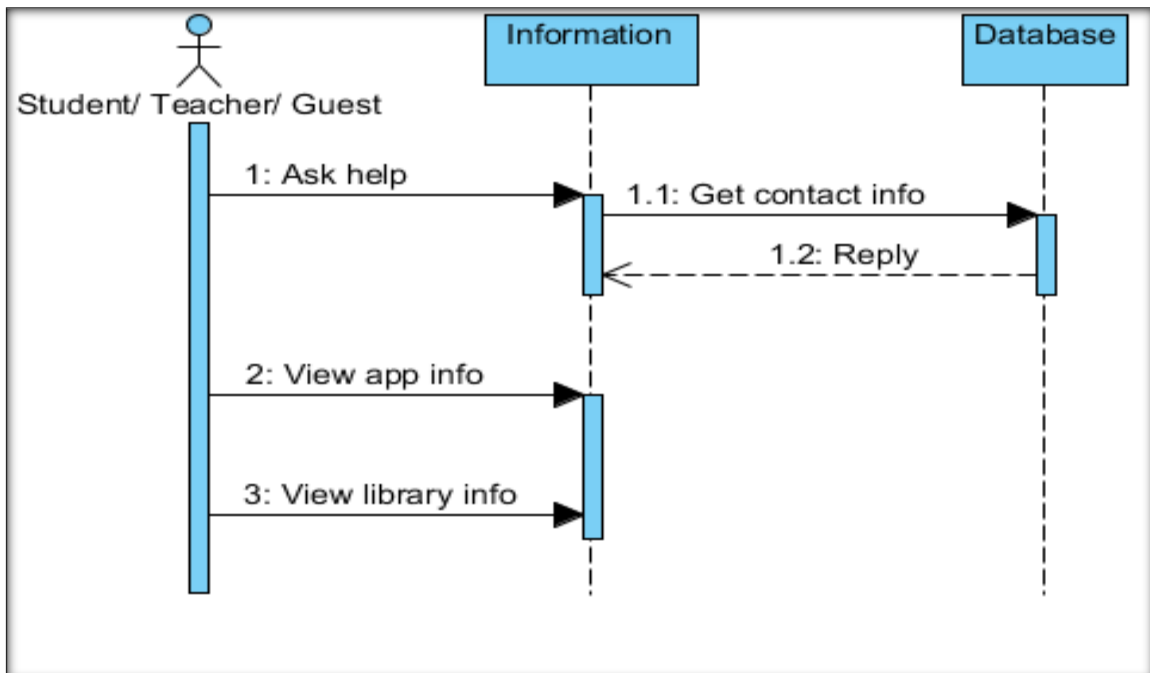 Student/ Teacher/ Guest
Information
Database
1: Ask help
1.1: Get contact info
1.2: Reply
2: View app info
3: View library info